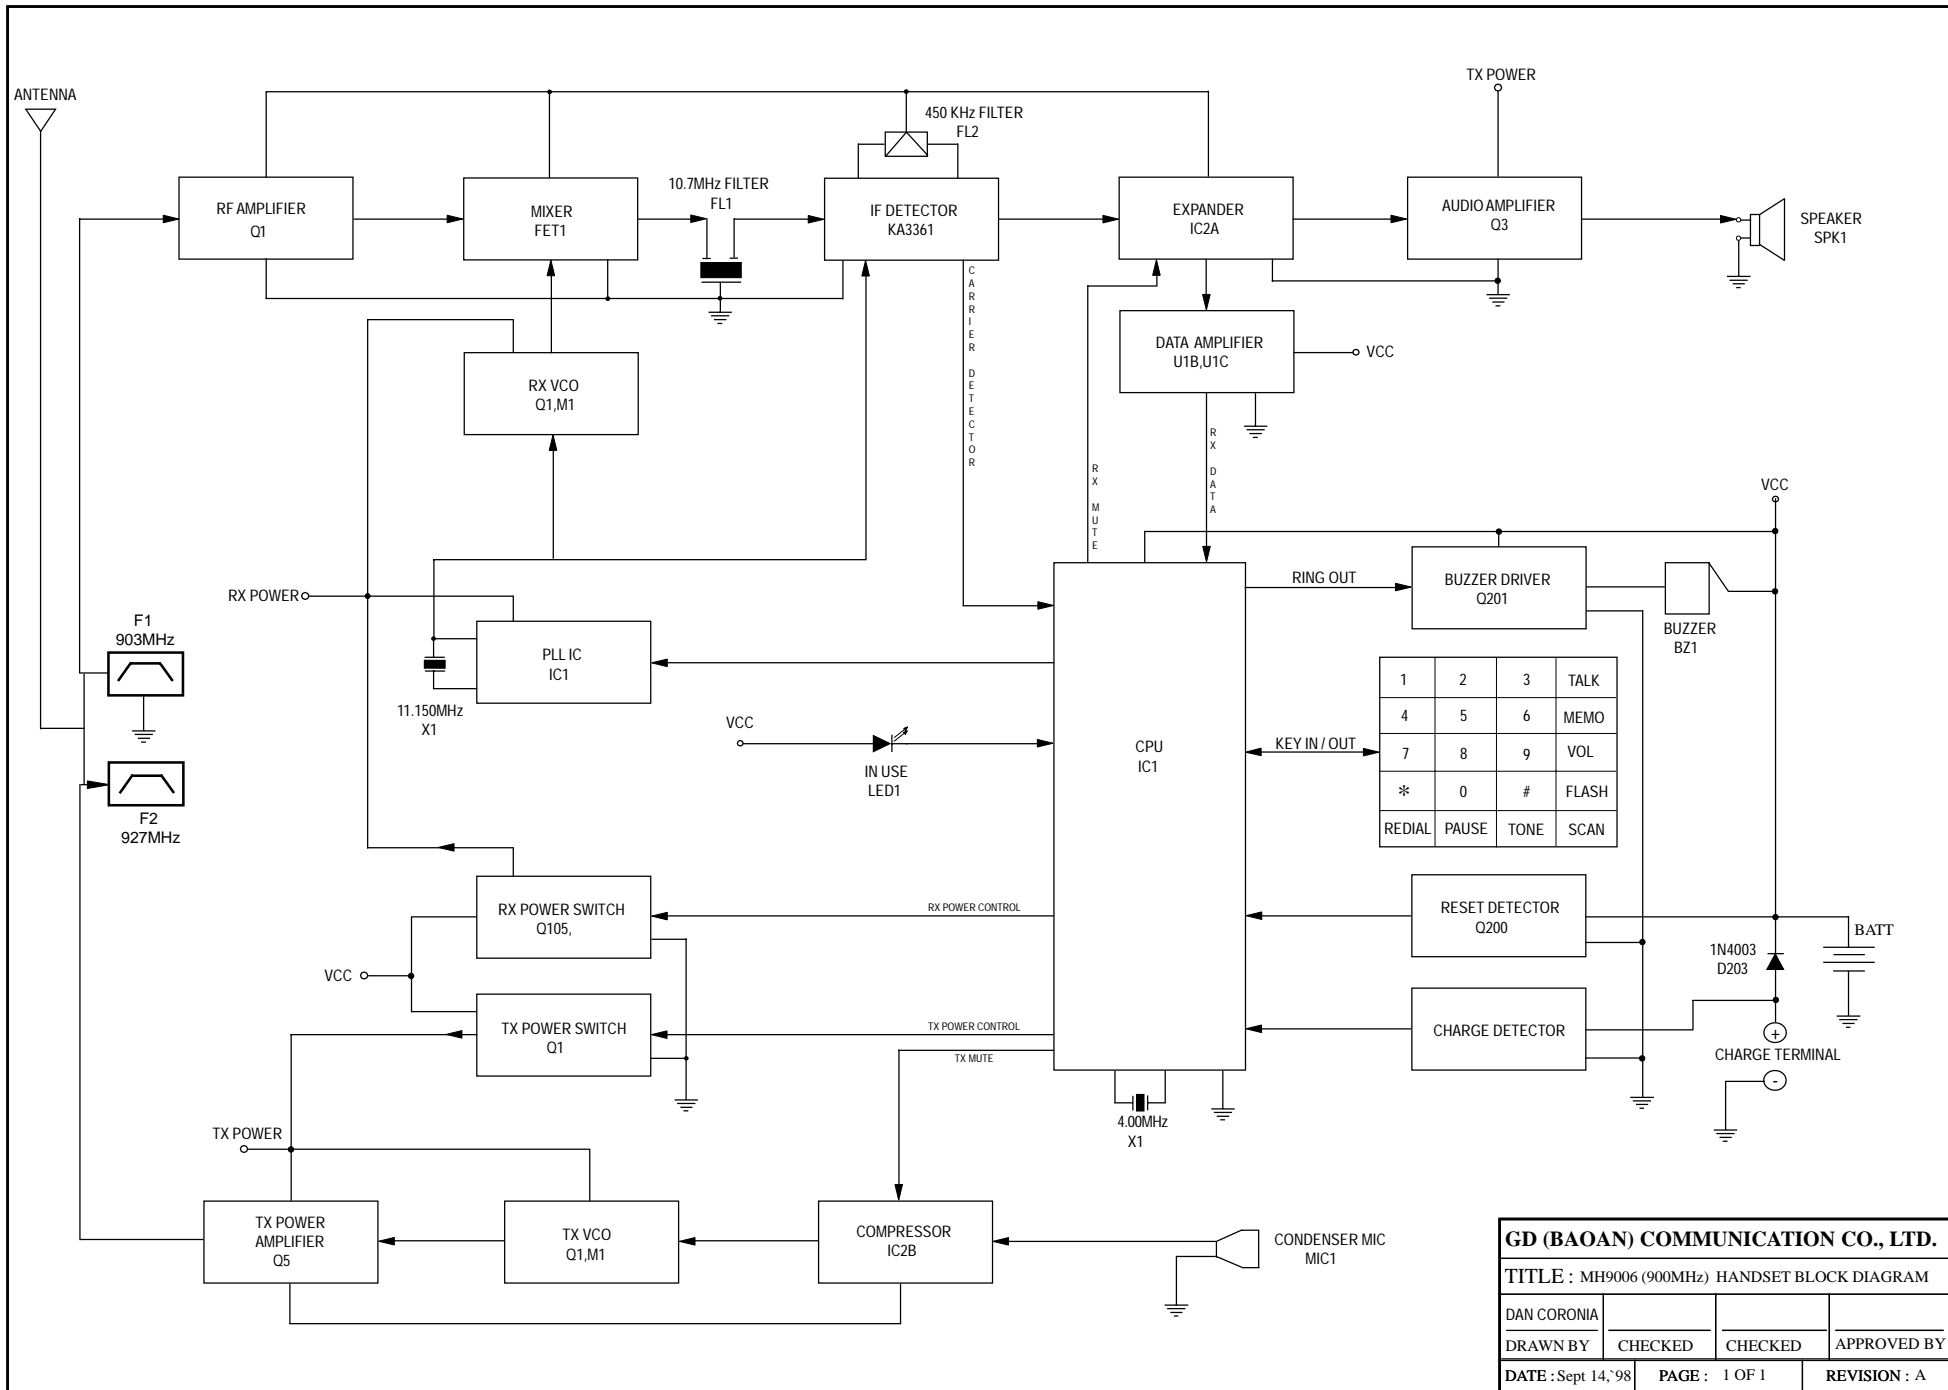 ANTENNA
TX POWER
450 KHz FILTER
FL2
10.7MHz FILTER
FL1
RF AMPLIFIER
Q1
MIXER
FET1
IF DETECTOR
KA3361
EXPANDER
IC2A
AUDIO AMPLIFIER
Q3
SPEAKER
SPK1
CARRIER DETECTOR
DATA AMPLIFIER
U1B,U1C
VCC
RX VCO
Q1,M1
RX MUTE
RX DATA
VCC
RX POWER
RING OUT
BUZZER DRIVER
Q201
BUZZER
BZ1
F1
903MHz
PLL IC
IC1
11.150MHz
X1
1 2 3 TALK
4 5 6 MEMO
7 8 9 VOL
* 0 # FLASH
REDIAL PAUSE TONE SCAN
VCC
IN USE
LED1
CPU
IC1
KEY IN / OUT
F2
927MHz
RX POWER SWITCH
Q105,
RX POWER CONTROL
RESET DETECTOR
Q200
BATT
1N4003
D203
VCC
TX POWER SWITCH
Q1
TX POWER CONTROL
TX MUTE
CHARGE DETECTOR
+
CHARGE TERMINAL
-
4.00MHz
X1
TX POWER
TX POWER
AMPLIFIER
Q5
TX VCO
Q1,M1
COMPRESSOR
IC2B
CONDENSER MIC
MIC1
GD (BAOAN) COMMUNICATION CO., LTD.
TITLE : MH9006 (900MHz) HANDSET BLOCK DIAGRAM
DAN CORONIA
DRAWN BY CHECKED CHECKED APPROVED BY
DATE : Sept 14,`98 PAGE : 1 OF 1 REVISION : A